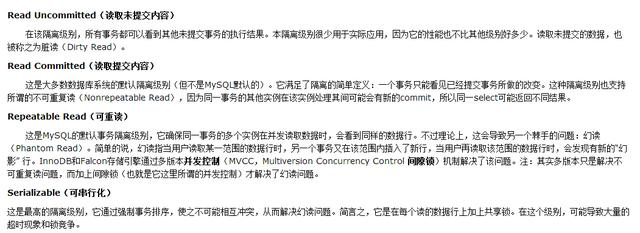 Read Uncommitted（读取未提交内容）
在该隔离级别，所有事务都可以看到其他未提交事务的执行结果。本隔离级别很少用于实际应用，因为它的性能也不比其他级别好多少。读取未提交的数据，也
被称之为脏读（Dirty Read）。
Read Committed（读取提交内容）
这是大多数数据库系统的默认隔离级别（但不是MySQL默认的）。它满足了隔离的简单定义：一个事务只能看见已经提交事务所做的改变。这种隔离级别也支持
所谓的不可重复读（Nonrepeatable Read），因为同一事务的其他实例在该实例处理其间可能会有新的commit，所以同一select可能返回不同结果。
Repeatable Read（可重读）
这是MySQL的默认事务隔离级别，它确保同一事务的多个实例在并发读取数据时，会看到同样的数据行。不过理论上，这会导致另一个棘手的问题：幻读
（Phantom Read）。简单的说，幻读指当用户读取某一范围的数据行时，另一个事务又在该范围内插入了新行，当用户再读取该范围的数据行时，会发现有新的“幻
影” 行。InnoDB和Falcon存储引擎通过多版本并发控制（MVCC，Multiversion Concurrency Control 间隙锁）机制解决了该问题。注：其实多版本只是解决不
可重复读问题，而加上间隙锁（也就是它这里所谓的并发控制）才解决了幻读问题。
Serializable（可串行化）
这是最高的隔离级别，它通过强制事务排序，使之不可能相互冲突，从而解决幻读问题。简言之，它是在每个读的数据行上加上共享锁。在这个级别，可能导致大量的
超时现象和锁竞争。